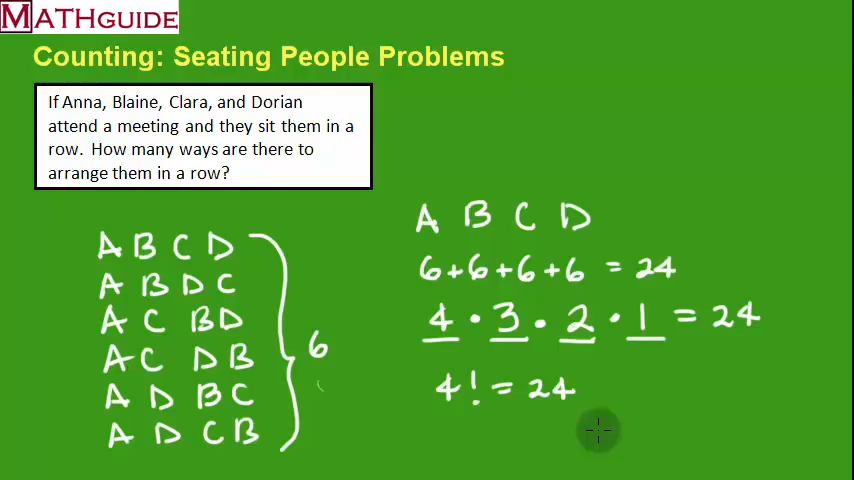 MATHGUIDE
Counting: Seating People Problems
If Anna, Blaine, Clara, and Dorian
attend a meeting and they sit them in a
row. How many ways are there to
arrange them in a row?
A B C D
A B D C
A C B D
A C D B
A D B C
A D C B
6
A B C D
6+6+6+6 = 24
4 · 3 · 2 · 1 = 24
4! = 24